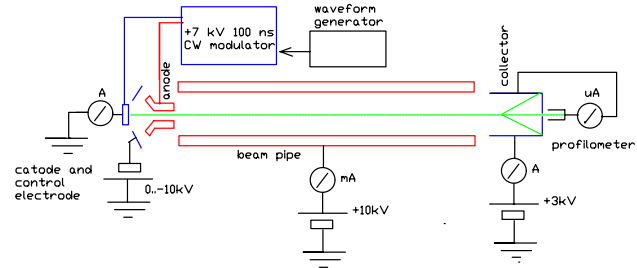 waveform
generator
+7 kV 100 ns
CW modulator
anode
collector
A
uA
profilometer
catode and
control
electrode
0..-10kV
beam pipe
mA
+10kV
A
+3kV